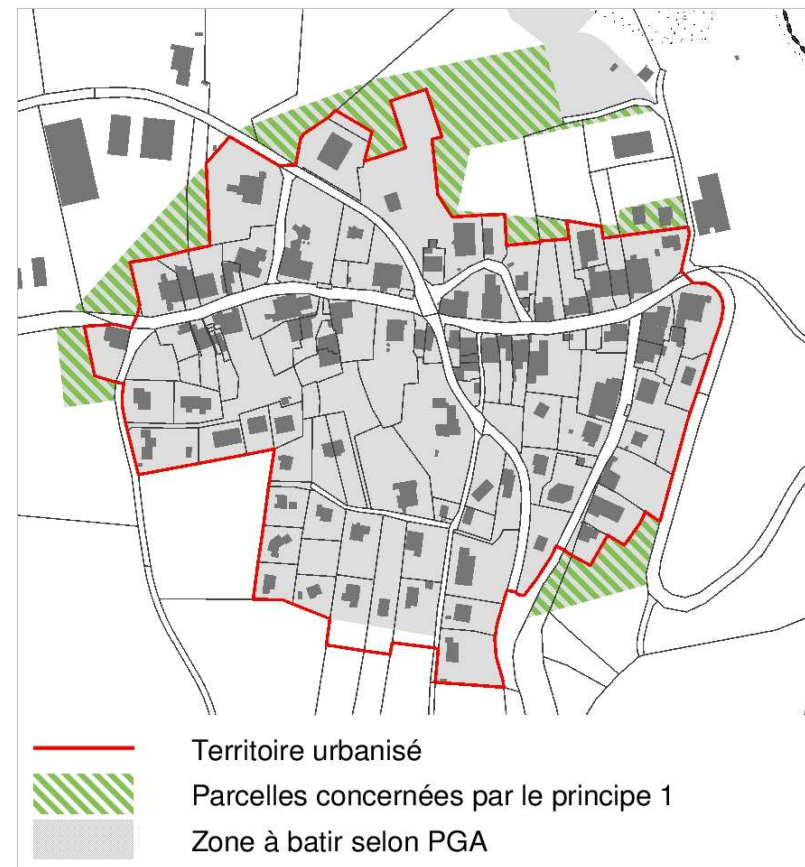 Territoire urbanisé
Parcelles concernées par le principe 1
Zone à batir selon PGA